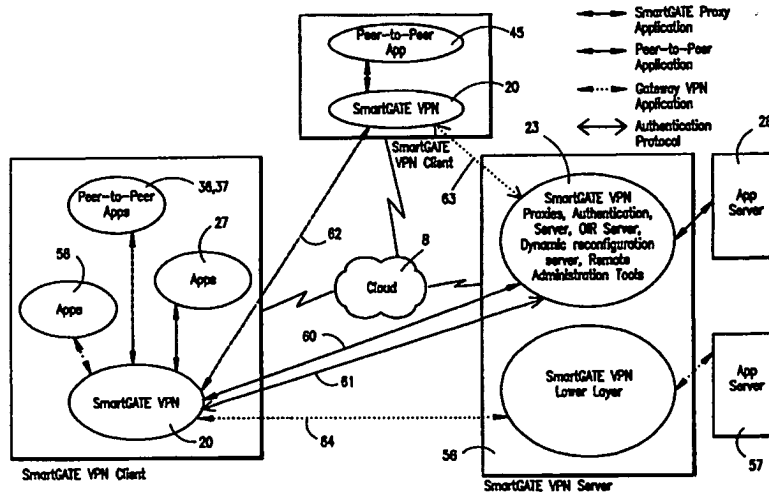 Peer-to-Peer
App
45
SmartGATE VPN
20
SmartGATE
VPN Client
SmartGATE Proxy
Application
Peer-to-Peer
Application
Gateway VPN
Application
Authentication
Protocol
23
28
63
SmartGATE VPN
Proxies, Authentication,
Server, OIR Server,
Dynamic reconfiguration
server, Remote
Administration Tools
App
Server
Peer-to-Peer
Apps
36,37
27
58
Apps
Apps
62
8
Cloud
60
61
SmartGATE VPN
20
64
SmartGATE VPN
Lower Layer
App
Server
56
57
SmartGATE VPN Client
SmartGATE VPN Server